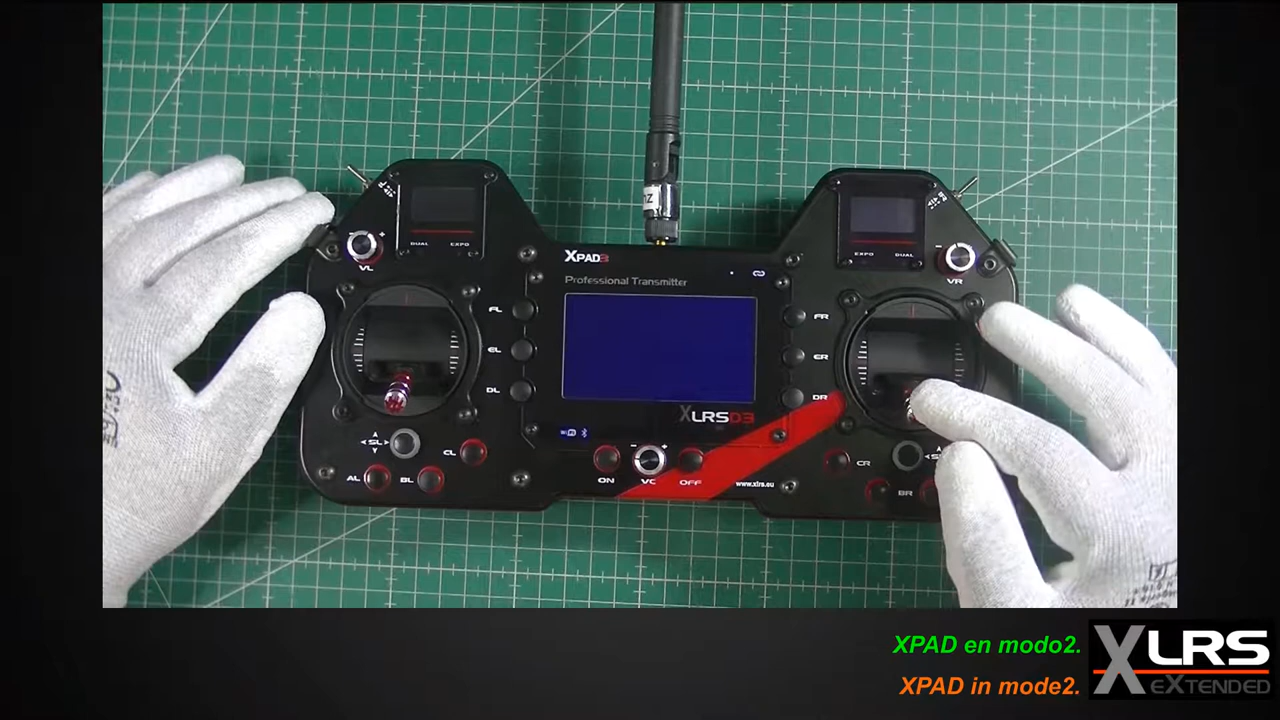 DUAL EXPO
EXPO DUAL
- +
VL
-
VR
XPAD3
Professional Transmitter
FL
EL
DL
FR
ER
DR
XLRSD3
<SL>
CL
AL
BL
- +
ON
VC
OFF
www.xlrs.eu
CR
BR
XPAD en modo2.
XPAD in mode2.
XLRS
eXTENDED